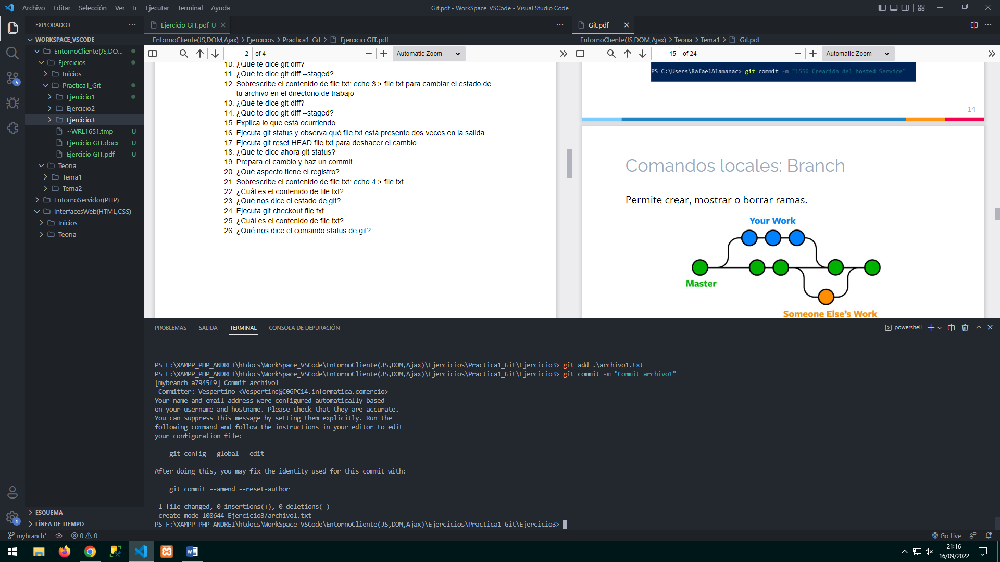 Archivo Editar Selección Ver Ir Ejecutar Terminal Ayuda
Git.pdf - WorkSpace_VSCode - Visual Studio Code
EXPLORADOR
WORKSPACE_VSCODE
EntornoCliente(JS,DO...
Ejercicios
Inicios
Practica1_Git
Ejercicio1
Ejercicio2
Ejercicio3
~WRL1651.tmp U
Ejercicio GIT.docx U
Ejercicio GIT.pdf U
Teoria
Tema1
Tema2
EntornoServidor(PHP)
InterfacesWeb(HTML,CSS)
Inicios
Teoria
ESQUEMA
LÍNEA DE TIEMPO
Ejercicio GIT.pdf U
EntornoCliente(JS,DOM,Ajax) > Ejercicios > Practica1_Git > Ejercicio GIT.pdf
2 of 4
Automatic Zoom
10. ¿Qué te dice git diff?
11. ¿Qué te dice git diff --staged?
12. Sobrescribe el contenido de file.txt: echo 3 > file.txt para cambiar el estado de
tu archivo en el directorio de trabajo
13. ¿Qué te dice git diff?
14. ¿Qué te dice git diff --staged?
15. Explica lo que está ocurriendo
16. Ejecuta git status y observa qué file.txt está presente dos veces en la salida.
17. Ejecuta git reset HEAD file.txt para deshacer el cambio
18. ¿Qué te dice ahora git status?
19. Prepara el cambio y haz un commit
20. ¿Qué aspecto tiene el registro?
21. Sobrescribe el contenido de file.txt: echo 4 > file.txt
22. ¿Cuál es el contenido de file.txt?
23. ¿Qué nos dice el estado de git?
24. Ejecuta git checkout file.txt
25. ¿Cuál es el contenido de file.txt?
26. ¿Qué nos dice el comando status de git?
Git.pdf
EntornoCliente(JS,DOM,Ajax) > Teoria > Tema1 > Git.pdf
15 of 24
Automatic Zoom
PS C:\Users\RafaelAlamanac> git commit -m "1556 Creación del hosted Service"
14
Comandos locales: Branch
Permite crear, mostrar o borrar ramas.
Your Work
Master
Someone Else's Work
PROBLEMAS SALIDA TERMINAL CONSOLA DE DEPURACIÓN
powershell
PS F:\XAMPP_PHP_ANDREI\htdocs\WorkSpace_VSCode\EntornoCliente(JS,DOM,Ajax)\Ejercicios\Practica1_Git\Ejercicio3> git add .\archivo1.txt
PS F:\XAMPP_PHP_ANDREI\htdocs\WorkSpace_VSCode\EntornoCliente(JS,DOM,Ajax)\Ejercicios\Practica1_Git\Ejercicio3> git commit -m "Commit archivo1"
[mybranch a7945f9] Commit archivo1
Committer: Vespertino <Vespertino@C06PC14.informatica.comercio>
Your name and email address were configured automatically based
on your username and hostname. Please check that they are accurate.
You can suppress this message by setting them explicitly. Run the
following command and follow the instructions in your editor to edit
your configuration file:
git config --global --edit
After doing this, you may fix the identity used for this commit with:
git commit --amend --reset-author
1 file changed, 0 insertions(+), 0 deletions(-)
create mode 100644 Ejercicio3/archivo1.txt
PS F:\XAMPP_PHP_ANDREI\htdocs\WorkSpace_VSCode\EntornoCliente(JS,DOM,Ajax)\Ejercicios\Practica1_Git\Ejercicio3>
5
1
mybranch* 0 0
Go Live
21:16
16/09/2022